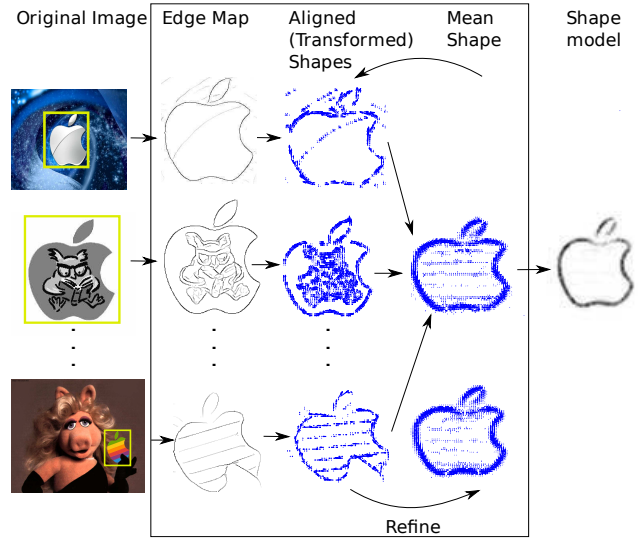 Original Image
Edge Map
Aligned
(Transformed)
Shapes
Mean
Shape
Shape
model
Refine